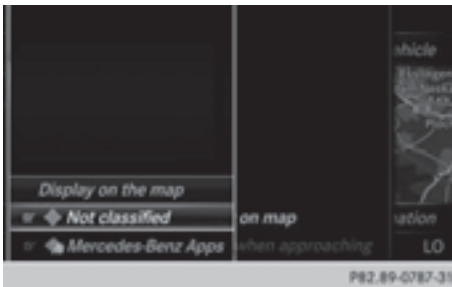 ehicle
Display on the map
Not classified on map
ation
Mercedes-Benz Apps when approaching LO
P82.89-0787-31